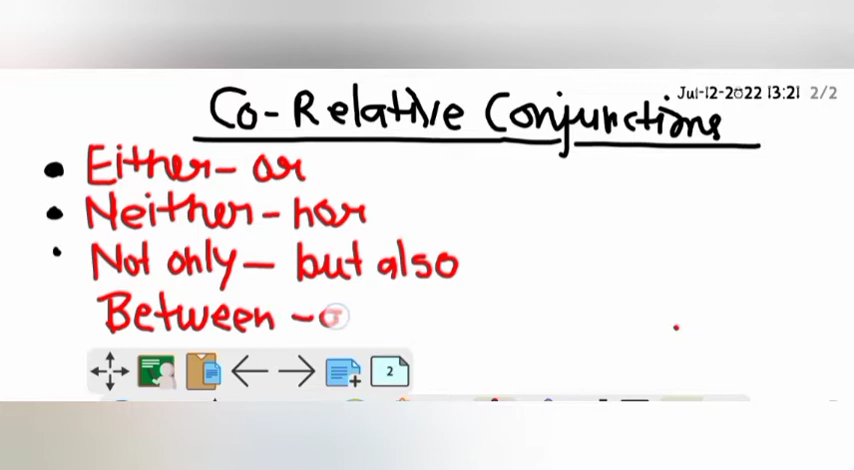 Jul-12-2022 13:21 2/2
Co-Relative Conjunctions
Either - or
Neither - nor
Not only - but also
Between - a
2